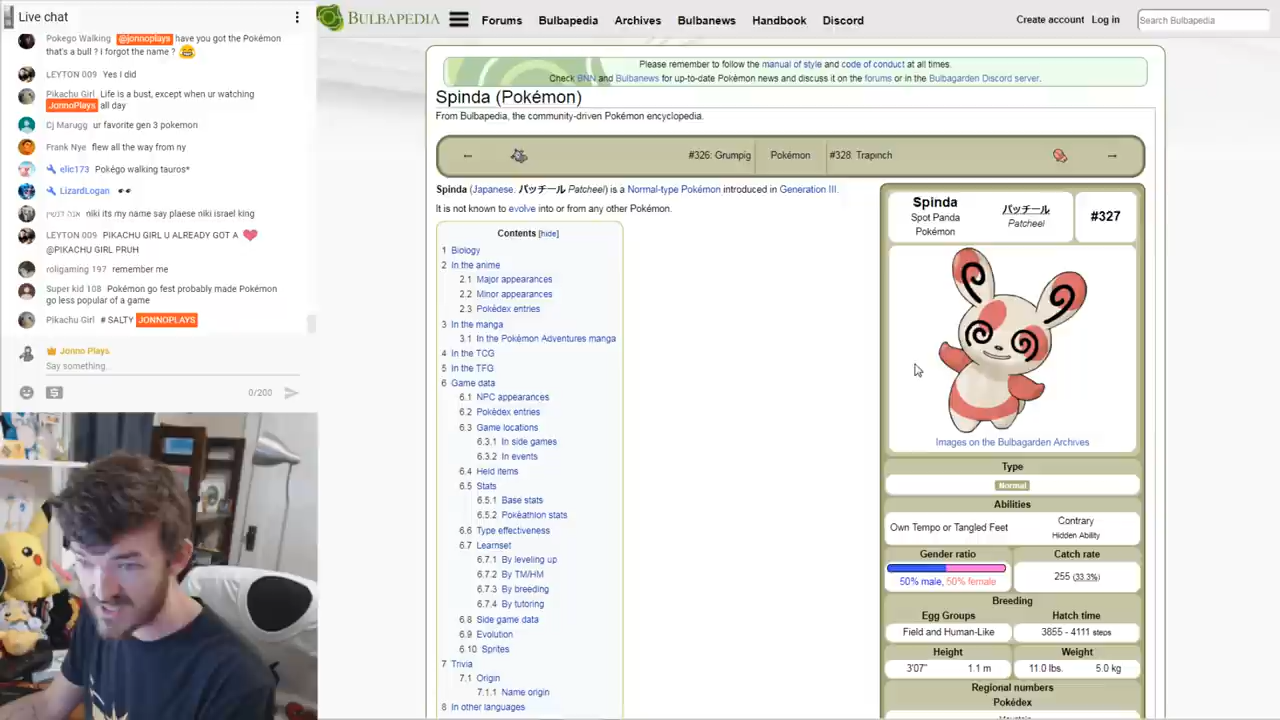 Live chat
Pokego Walking @jonnoplays have you got the Pokémon
that's a bull ? I forgot the name ? 😂
LEYTON 009 Yes I did
Pikachu Girl Life is a bust, except when ur watching
JonnoPlays all day
Cj Marugg ur favorite gen 3 pokemon
Frank Nye flew all the way from ny
elic173 Pokégo walking tauros*
LizardLogan 👀
אנה דנשין niki its my name say plaese niki israel king
LEYTON 009 PIKACHU GIRL U ALREADY GOT A ❤
@PIKACHU GIRL PRUH
roligaming 197 remember me
Super kid 108 Pokémon go fest probably made Pokémon
go less popular of a game
Pikachu Girl # SALTY JONNOPLAYS
Jonno Plays
Say something...
0/200
BULBAPEDIA Forums Bulbapedia Archives Bulbanews Handbook Discord Create account Log in Search Bulbapedia
Please remember to follow the manual of style and code of conduct at all times.
Check BNN and Bulbanews for up-to-date Pokémon news and discuss it on the forums or in the Bulbagarden Discord server.
Spinda (Pokémon)
From Bulbapedia, the community-driven Pokémon encyclopedia.
← #326: Grumpig Pokémon #328: Trapinch →
Spinda (Japanese: パッチール Patcheel) is a Normal-type Pokémon introduced in Generation III.
It is not known to evolve into or from any other Pokémon.
Contents [hide]
1 Biology
2 In the anime
2.1 Major appearances
2.2 Minor appearances
2.3 Pokédex entries
3 In the manga
3.1 In the Pokémon Adventures manga
4 In the TCG
5 In the TFG
6 Game data
6.1 NPC appearances
6.2 Pokédex entries
6.3 Game locations
6.3.1 In side games
6.3.2 In events
6.4 Held items
6.5 Stats
6.5.1 Base stats
6.5.2 Pokéathlon stats
6.6 Type effectiveness
6.7 Learnset
6.7.1 By leveling up
6.7.2 By TM/HM
6.7.3 By breeding
6.7.4 By tutoring
6.8 Side game data
6.9 Evolution
6.10 Sprites
7 Trivia
7.1 Origin
7.1.1 Name origin
8 In other languages
Spinda
Spot Panda
Pokémon
パッチール
Patcheel
#327
Images on the Bulbagarden Archives
Type
Normal
Abilities
Own Tempo or Tangled Feet
Contrary
Hidden Ability
Gender ratio
50% male, 50% female
Catch rate
255 (33.3%)
Breeding
Egg Groups
Field and Human-Like
Hatch time
3855 - 4111 steps
Height
3'07" 1.1 m
Weight
11.0 lbs. 5.0 kg
Regional numbers
Pokédex